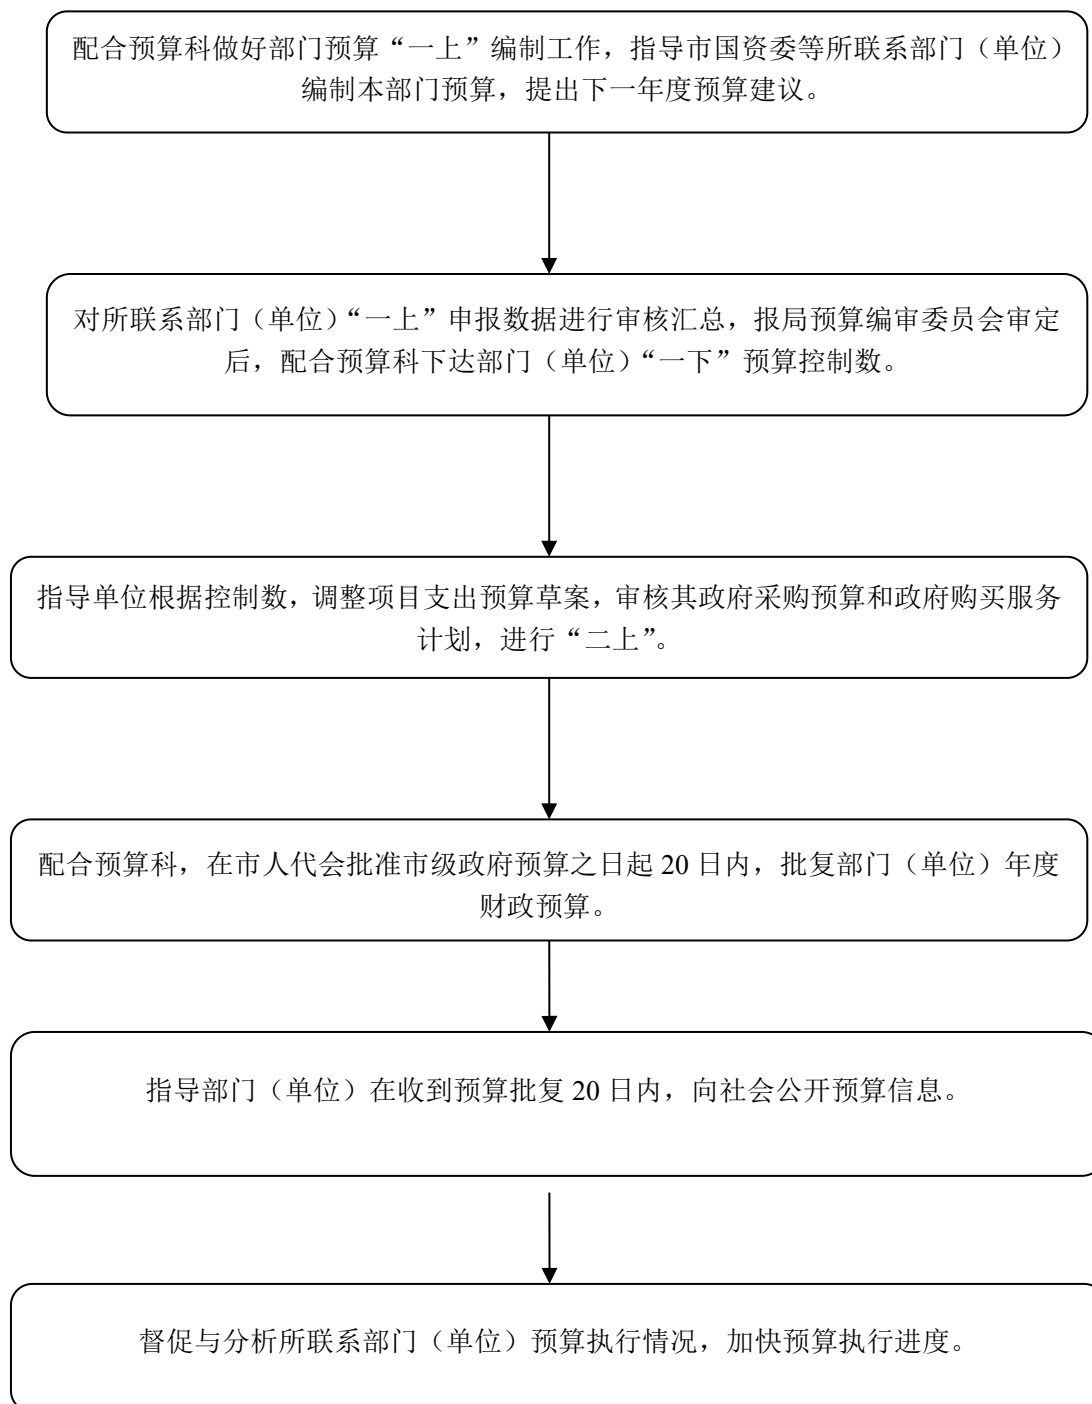 配合预算科做好部门预算“一上”编制工作，指导市国资委等所联系部门（单位）
编制本部门预算，提出下一年度预算建议。
对所联系部门（单位）“一上”申报数据进行审核汇总，报局预算编审委员会审定
后，配合预算科下达部门（单位）“一下”预算控制数。
指导单位根据控制数，调整项目支出预算草案，审核其政府采购预算和政府购买服务
计划，进行“二上”。
配合预算科，在市人代会批准市级政府预算之日起 20 日内，批复部门（单位）年度
财政预算。
指导部门（单位）在收到预算批复 20 日内，向社会公开预算信息。
督促与分析所联系部门（单位）预算执行情况，加快预算执行进度。